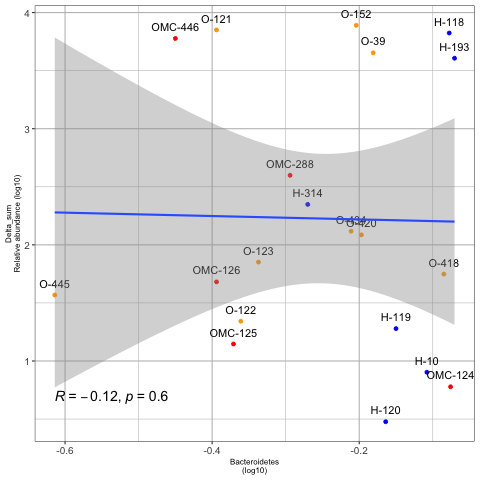 4
O-152
O-121
H-118
OMC-446
O-39
H-193
3
OMC-288
H-314
O-434
O-420
2
O-123
O-418
OMC-126
O-445
O-122
H-119
OMC-125
1
H-10
OMC-124
R = −0.12, p = 0.6
H-120
-0.6
-0.4
-0.2
Delta_sum
Relative abundance (log10)
Bacteroidetes
(log10)